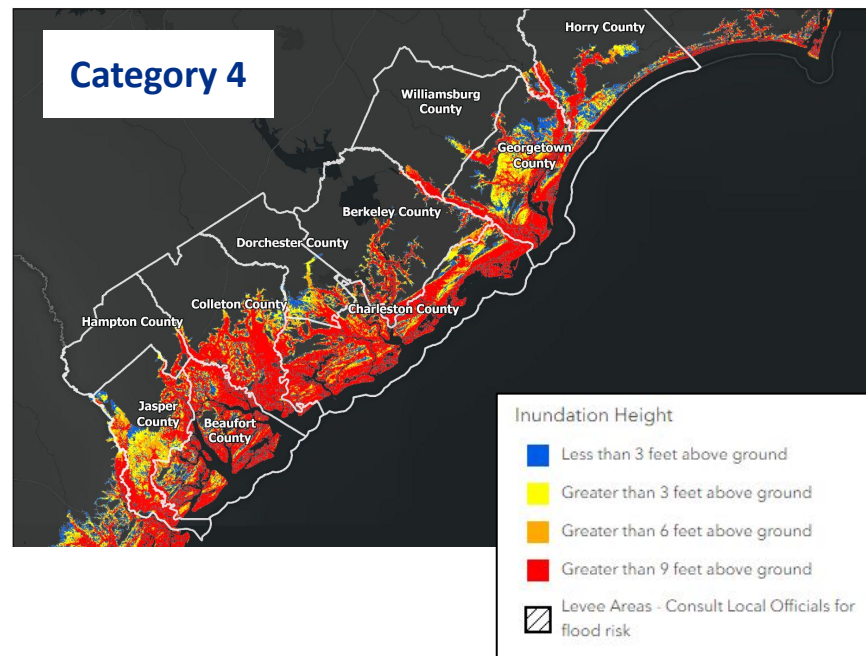 Category 4
Horry County
Williamsburg
County
Georgetown
County
Berkeley County
Dorchester County
Colleton County
Charleston County
Hampton County
Jasper
County
Beaufort
County
Inundation Height
Less than 3 feet above ground
Greater than 3 feet above ground
Greater than 6 feet above ground
Greater than 9 feet above ground
Levee Areas - Consult Local Officials for
flood risk